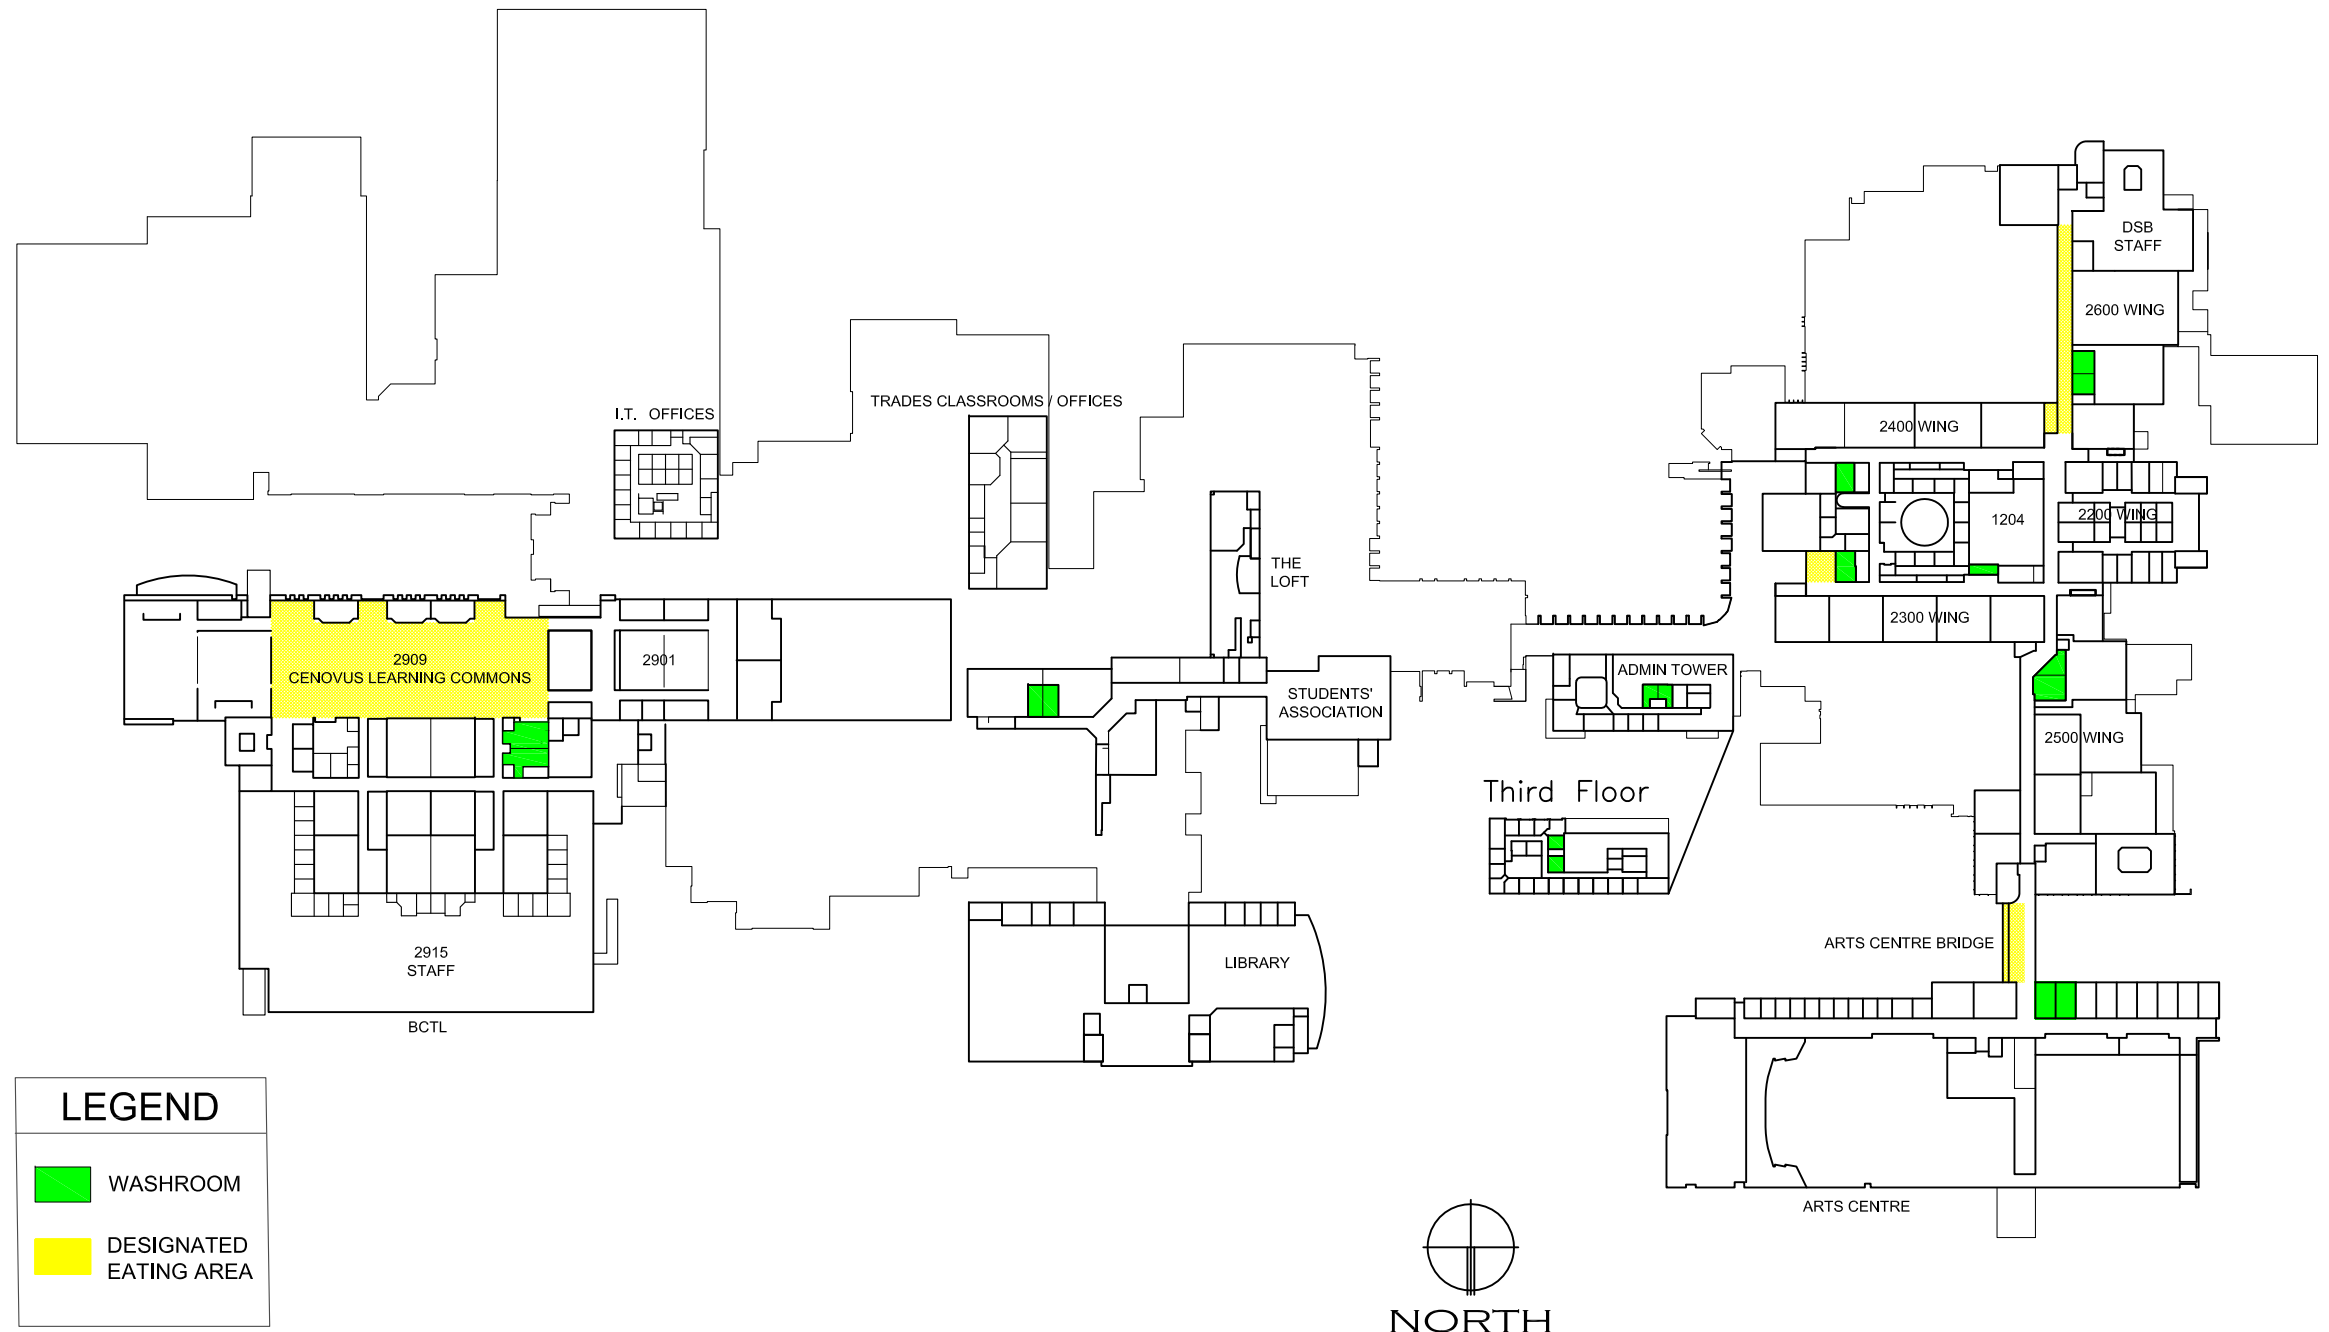 DSB
STAFF
2600 WING
I.T. OFFICES
TRADES CLASSROOMS / OFFICES
2400 WING
1204
2200 WING
THE
LOFT
2300 WING
2909
CENOVUS LEARNING COMMONS
2901
ADMIN TOWER
STUDENTS'
ASSOCIATION
2500 WING
Third Floor
2915
STAFF
LIBRARY
ARTS CENTRE BRIDGE
BCTL
LEGEND
WASHROOM
DESIGNATED
EATING AREA
ARTS CENTRE
NORTH